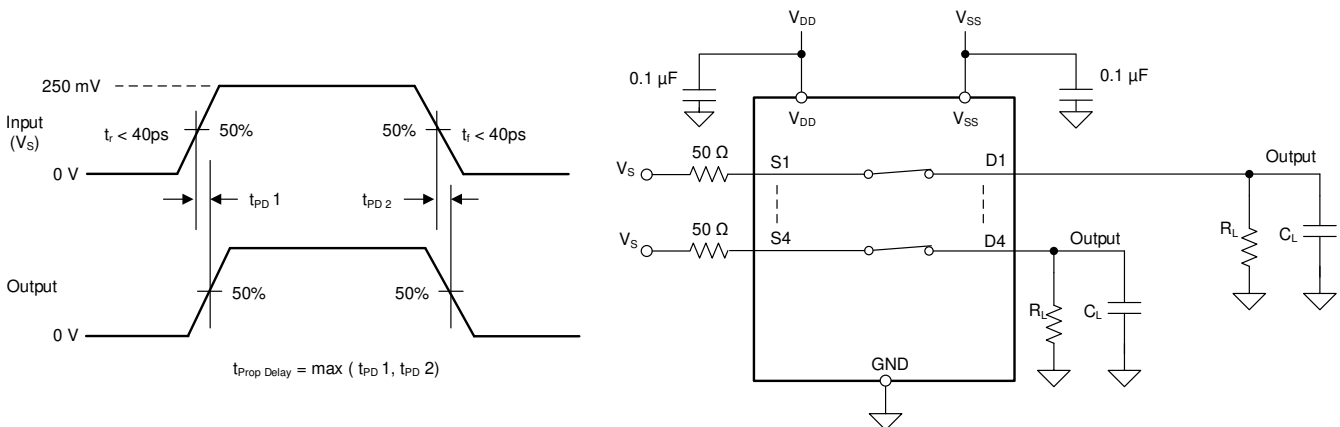 250 mV
Input
(VS)
tr < 40ps
50%
50%
tf < 40ps
0 V
tPD 1
tPD 2
Output
50%
50%
0 V
tProp Delay = max ( tPD 1, tPD 2)
VDD
VSS
0.1 µF
0.1 µF
VDD
VSS
50 Ω
VS
S1
D1
Output
50 Ω
VS
S4
D4
Output
RL
CL
RL
CL
GND